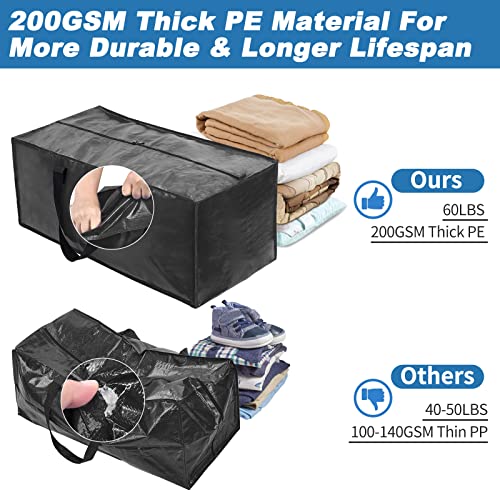 200GSM Thick PE Material For
More Durable & Longer Lifespan
Ours
60LBS
200GSM Thick PE
Others
40-50LBS
100-140GSM Thin PP